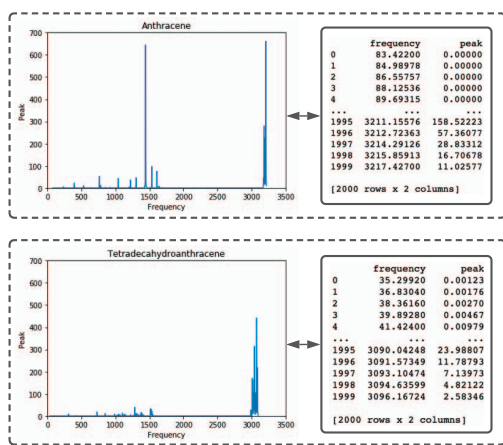 Anthracene
700
600
500
400
300
200
100
0
Peak
0 500 1000 1500 2000 2500 3000 3500
Frequency
frequency peak
0 83.42200 0.00000
1 84.98978 0.00000
2 86.55757 0.00000
3 88.12536 0.00000
4 89.69315 0.00000
... ... ...
1995 3211.15576 158.52223
1996 3212.72363 57.36077
1997 3214.29126 28.83312
1998 3215.85913 16.70678
1999 3217.42700 11.02577
[2000 rows x 2 columns]
Tetradecahydroanthracene
700
600
500
400
300
200
100
0
Peak
0 500 1000 1500 2000 2500 3000 3500
Frequency
frequency peak
0 35.29920 0.00123
1 36.83040 0.00176
2 38.36160 0.00270
3 39.89280 0.00467
4 41.42400 0.00979
... ... ...
1995 3090.04248 23.98807
1996 3091.57349 11.78793
1997 3093.10474 7.13973
1998 3094.63599 4.82122
1999 3096.16724 2.58346
[2000 rows x 2 columns]